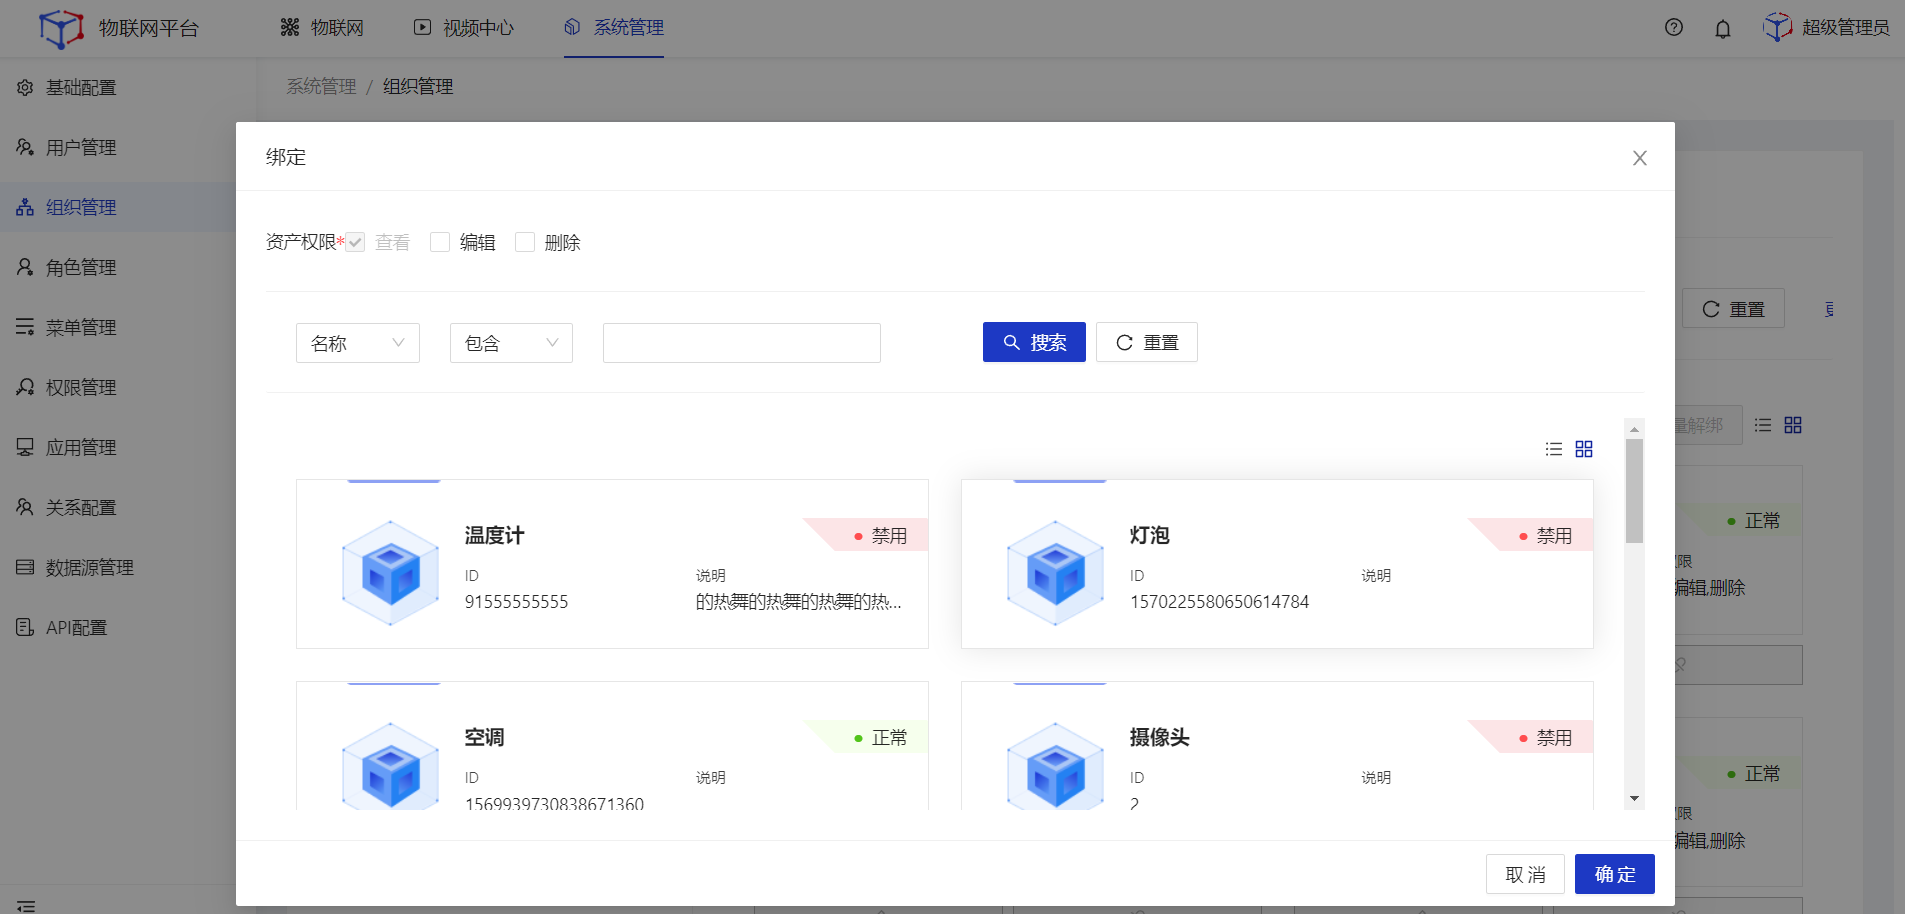 物联网平台
物联网
视频中心
系统管理
超级管理员
基础配置
用户管理
组织管理
角色管理
菜单管理
权限管理
应用管理
关系配置
数据源管理
API配置
系统管理 / 组织管理
重置
量解绑
正常
权限
编辑,删除
正常
权限
编辑,删除
绑定
资产权限* 查看 编辑 删除
名称
包含
搜索
重置
温度计
禁用
ID
说明
91555555555
的热舞的热舞的热舞的热...
灯泡
禁用
ID
说明
1570225580650614784
空调
正常
ID
说明
1569939730838671360
摄像头
禁用
ID
说明
2
取 消
确 定